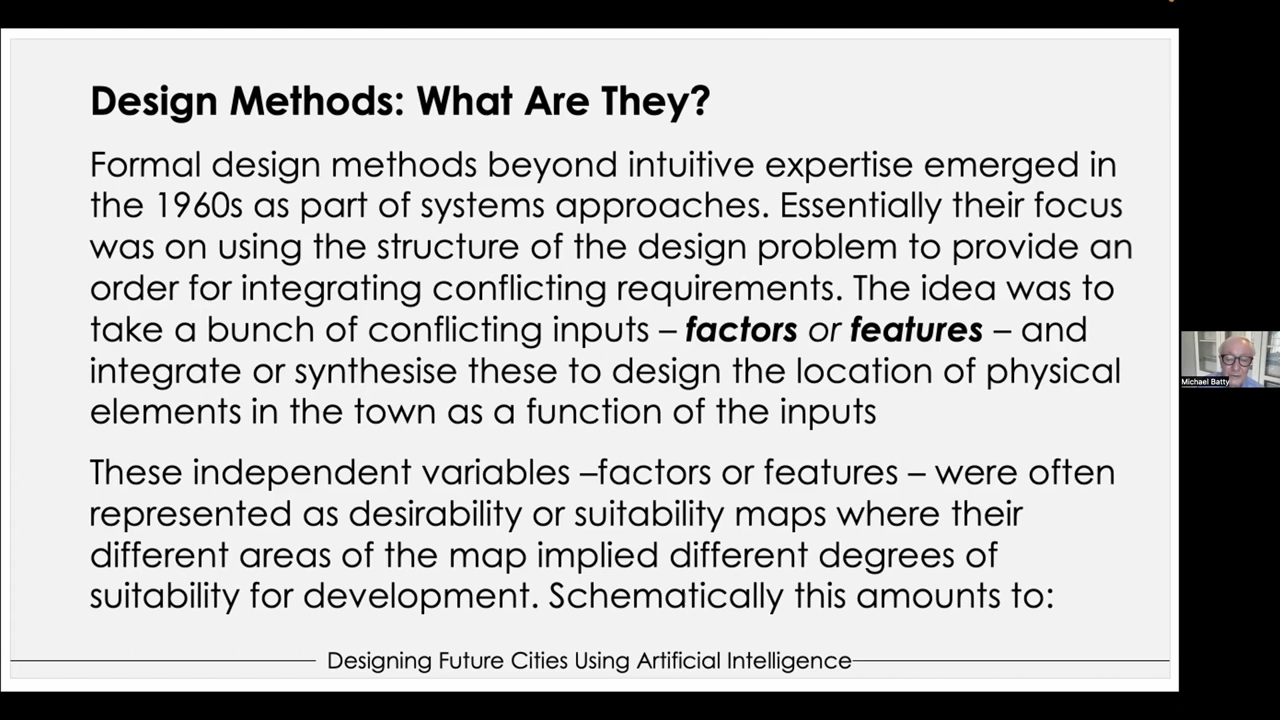 Design Methods: What Are They?
Formal design methods beyond intuitive expertise emerged in
the 1960s as part of systems approaches. Essentially their focus
was on using the structure of the design problem to provide an
order for integrating conflicting requirements. The idea was to
take a bunch of conflicting inputs – factors or features – and
integrate or synthesise these to design the location of physical
elements in the town as a function of the inputs
These independent variables –factors or features – were often
represented as desirability or suitability maps where their
different areas of the map implied different degrees of
suitability for development. Schematically this amounts to:
Designing Future Cities Using Artificial Intelligence
Michael Batty